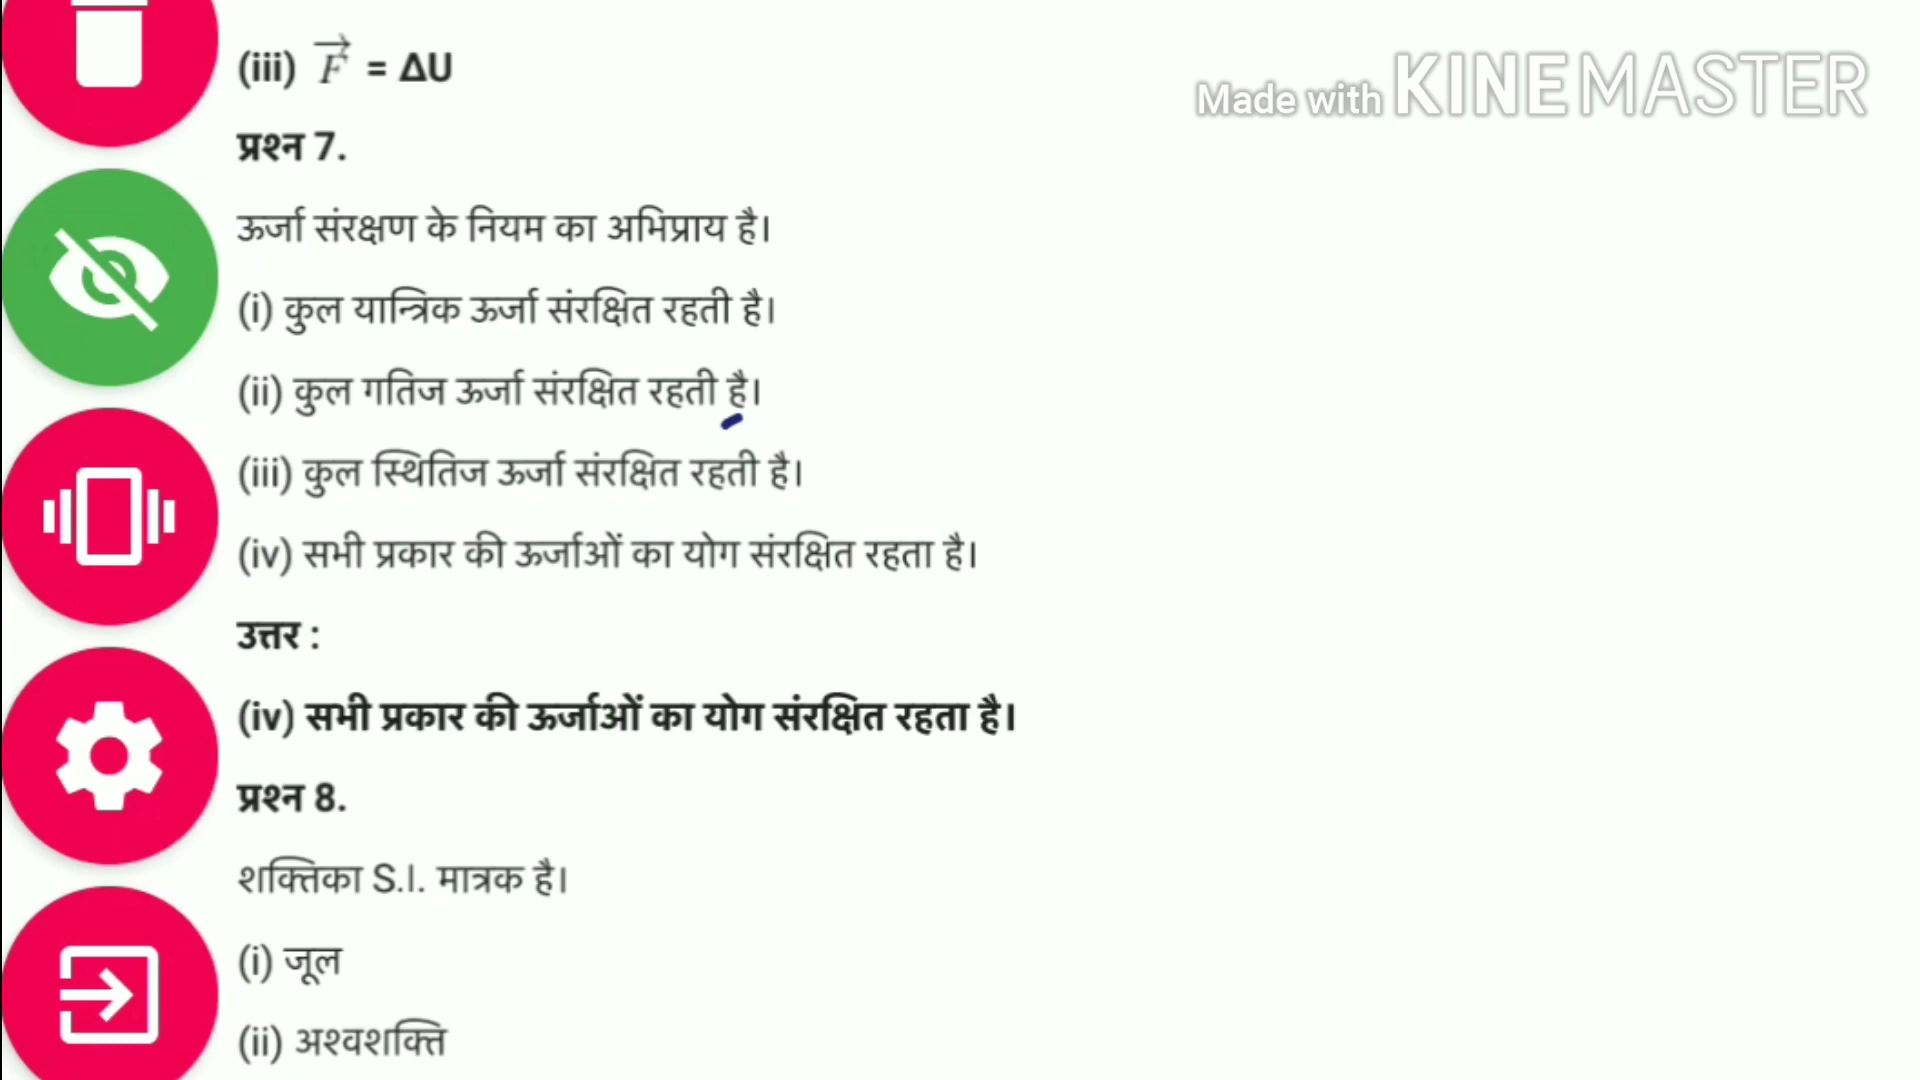 (iii) F⃗ = ΔU
Made with KINEMASTER
प्रश्न 7.
ऊर्जा संरक्षण के नियम का अभिप्राय है।
(i) कुल यान्त्रिक ऊर्जा संरक्षित रहती है।
(ii) कुल गतिज ऊर्जा संरक्षित रहती है।
(iii) कुल स्थितिज ऊर्जा संरक्षित रहती है।
(iv) सभी प्रकार की ऊर्जाओं का योग संरक्षित रहता है।
उत्तर :
(iv) सभी प्रकार की ऊर्जाओं का योग संरक्षित रहता है।
प्रश्न 8.
शक्तिका S.I. मात्रक है।
(i) जूल
(ii) अश्वशक्ति